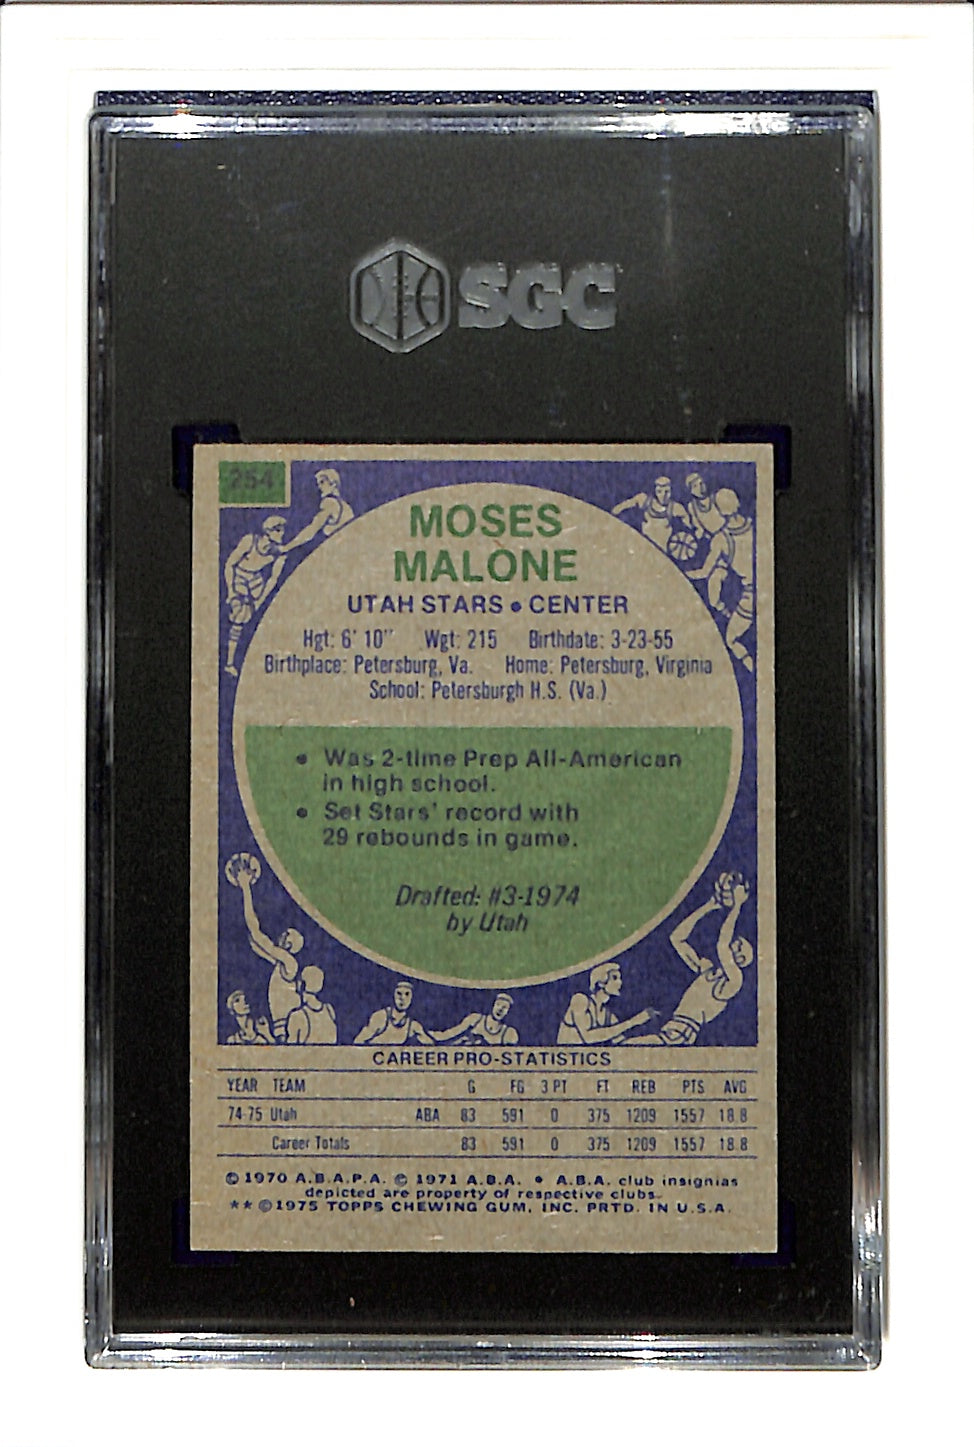 SGC
254
MOSES
MALONE
UTAH STARS • CENTER
Hgt: 6' 10" Wgt: 215 Birthdate: 3-23-55
Birthplace: Petersburg, Va. Home: Petersburg, Virginia
School: Petersburgh H.S. (Va.)
• Was 2-time Prep All-American
in high school.
• Set Stars' record with
29 rebounds in game.
Drafted: #3-1974
by Utah
CAREER PRO-STATISTICS
YEAR TEAM G FG 3 PT FT REB PTS AVG
74-75 Utah ABA 83 591 0 375 1209 1557 18.8
Career Totals 83 591 0 375 1209 1557 18.8
© 1970 A.B.A.P.A. © 1971 A.B.A. • A.B.A. club insignias
depicted are property of respective clubs.
** © 1975 TOPPS CHEWING GUM, INC. PRTD. IN U.S.A.